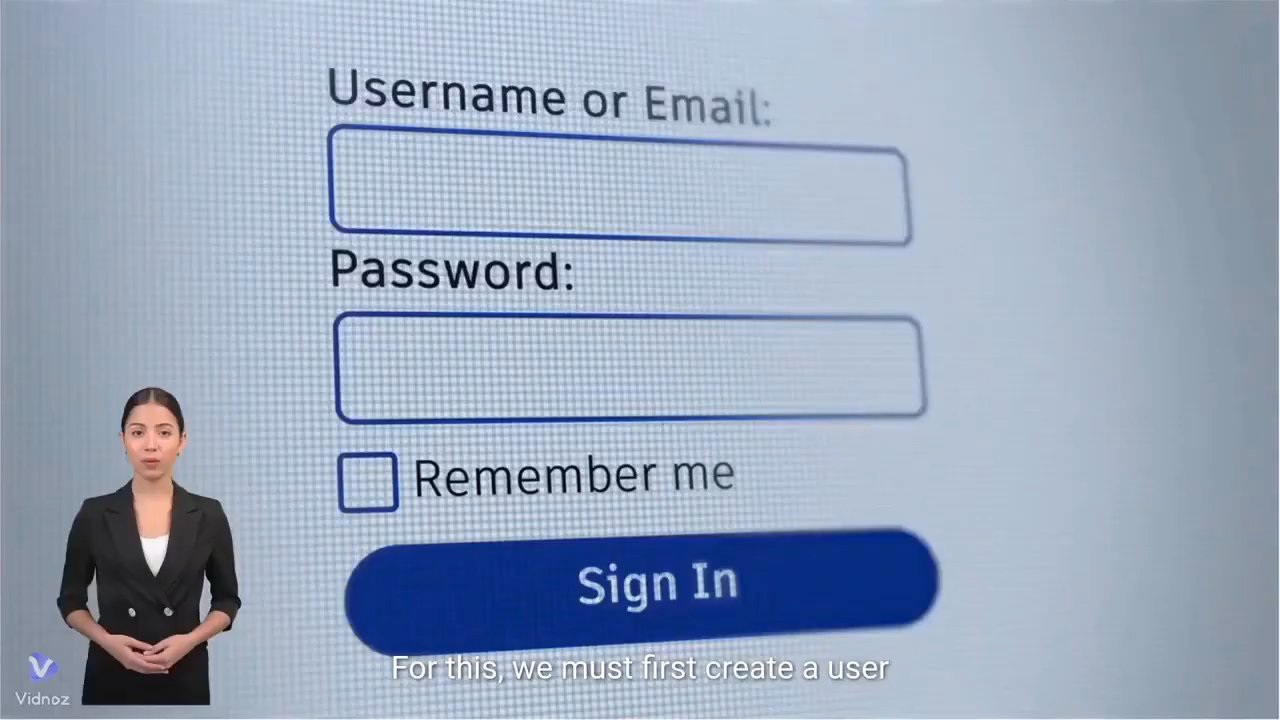 Username or Email:
Password:
Remember me
Sign In
For this, we must first create a user
Vidnoz